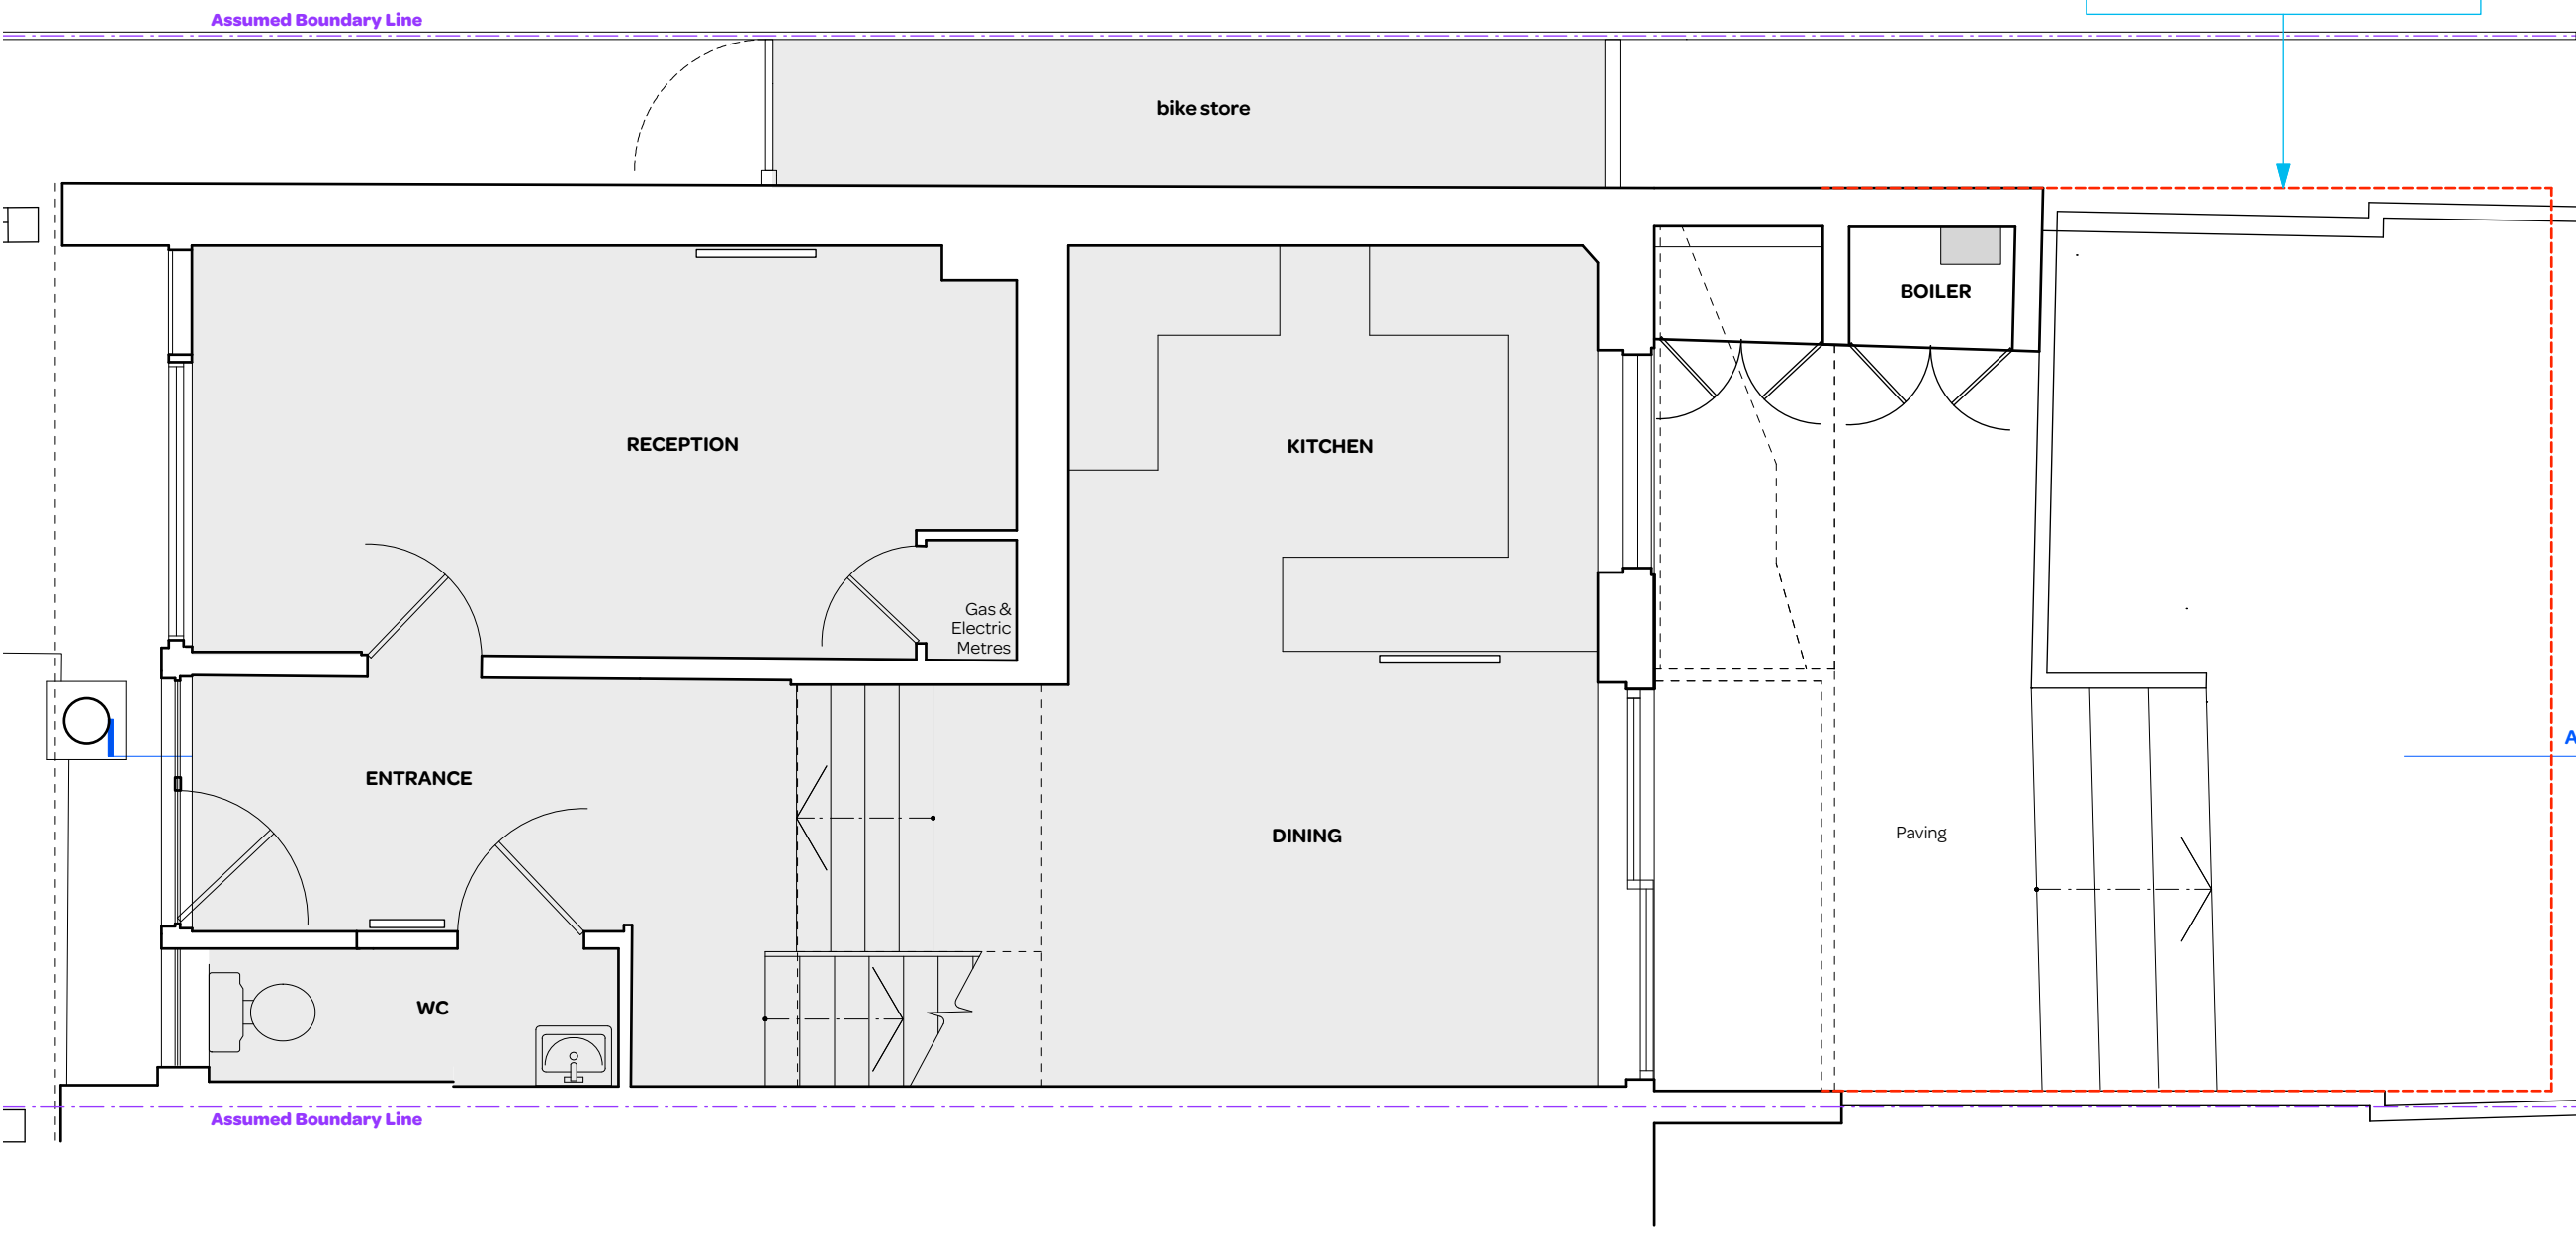 Assumed Boundary Line
bike store
BOILER
RECEPTION
KITCHEN
Gas &
Electric
Metres
A
ENTRANCE
DINING
Paving
WC
Assumed Boundary Line